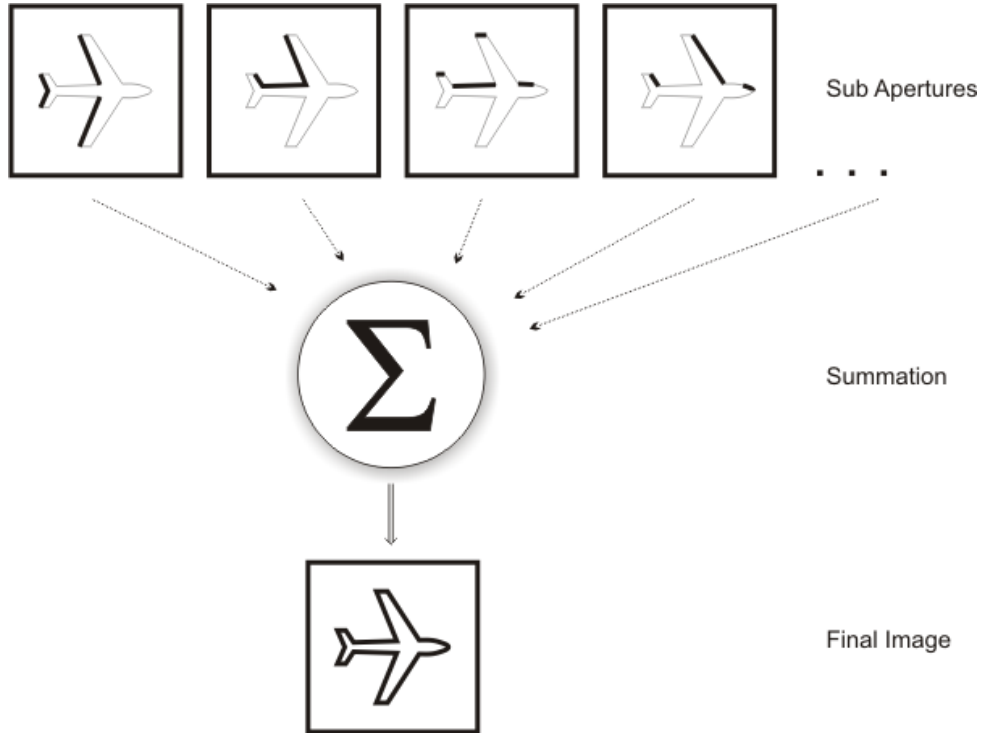 Sub Apertures
. . .
Σ
Summation
Final Image